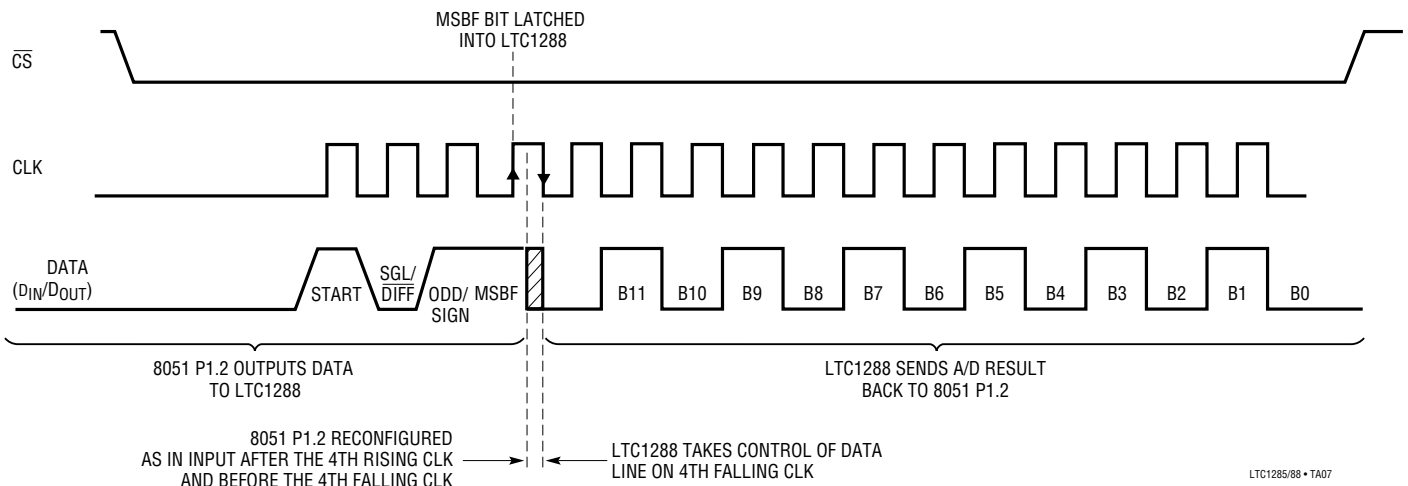 MSBF BIT LATCHED
INTO LTC1288
CS
CLK
DATA
(DIN/DOUT)
START
SGL/
DIFF
ODD/
SIGN
MSBF
B11
B10
B9
B8
B7
B6
B5
B4
B3
B2
B1
B0
8051 P1.2 OUTPUTS DATA
TO LTC1288
LTC1288 SENDS A/D RESULT
BACK TO 8051 P1.2
8051 P1.2 RECONFIGURED
AS IN INPUT AFTER THE 4TH RISING CLK
AND BEFORE THE 4TH FALLING CLK
LTC1288 TAKES CONTROL OF DATA
LINE ON 4TH FALLING CLK
LTC1285/88 • TA07